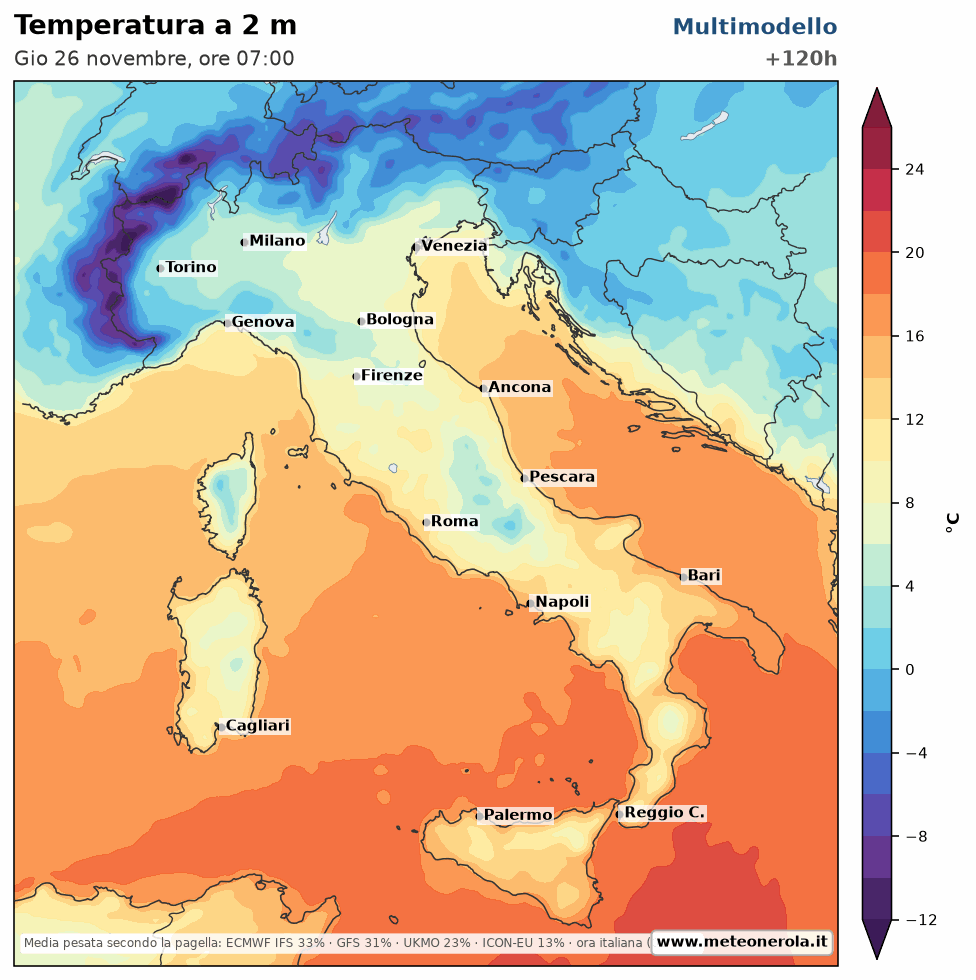 Temperatura a 2 m
Multimodello
Gio 26 novembre, ore 07:00
+120h
Milano
Venezia
Torino
Genova
Bologna
Firenze
Ancona
Pescara
Roma
Bari
Napoli
Cagliari
Palermo
Reggio C.
24
20
16
12
8
4
0
−4
−8
−12
°C
Media pesata secondo la pagella: ECMWF IFS 33% · GFS 31% · UKMO 23% · ICON-EU 13% · ora italiana (
www.meteonerola.it